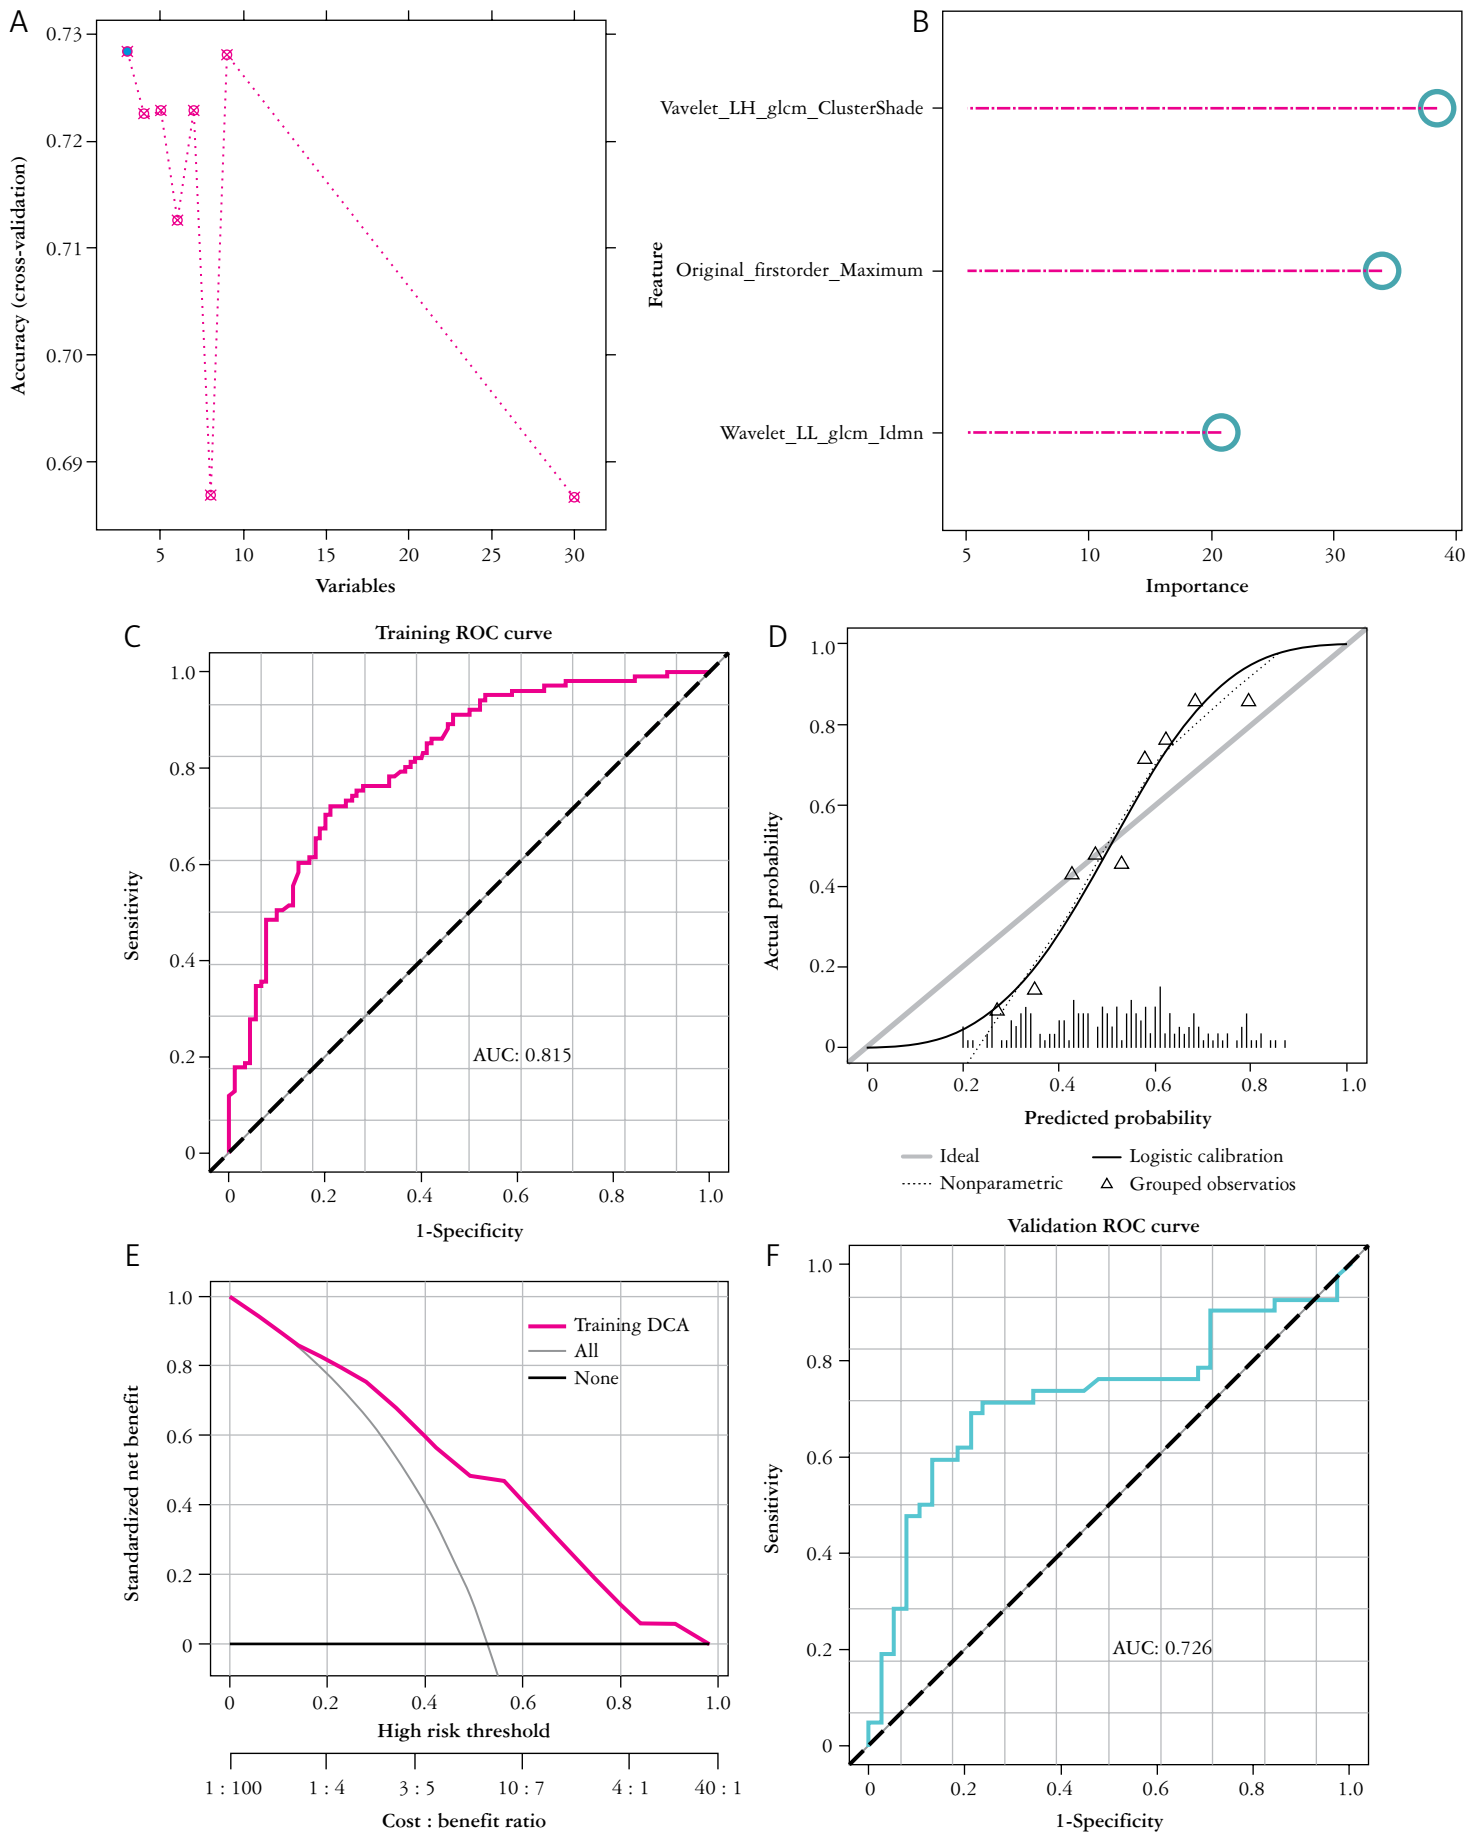 A
0.73
0.72
0.71
0.70
0.69
Accuracy (cross-validation)
5 10 15 20 25 30
Variables
B
Vavelet_LH_glcm_ClusterShade
Original_firstorder_Maximum
Wavelet_LL_glcm_Idmn
Feature
5 10 20 30 40
Importance
C
Training ROC curve
1.0
0.8
0.6
0.4
0.2
0
Sensitivity
AUC: 0.815
0 0.2 0.4 0.6 0.8 1.0
1-Specificity
D
1.0
0.8
0.6
0.4
0.2
0
Actual probability
0 0.2 0.4 0.6 0.8 1.0
Predicted probability
Ideal
Logistic calibration
Nonparametric
Grouped observatios
E
1.0
0.8
0.6
0.4
0.2
0
Standardized net benefit
Training DCA
All
None
0 0.2 0.4 0.6 0.8 1.0
High risk threshold
1 : 100 1 : 4 3 : 5 10 : 7 4 : 1 40 : 1
Cost : benefit ratio
F
Validation ROC curve
1.0
0.8
0.6
0.4
0.2
0
Sensitivity
AUC: 0.726
0 0.2 0.4 0.6 0.8 1.0
1-Specificity